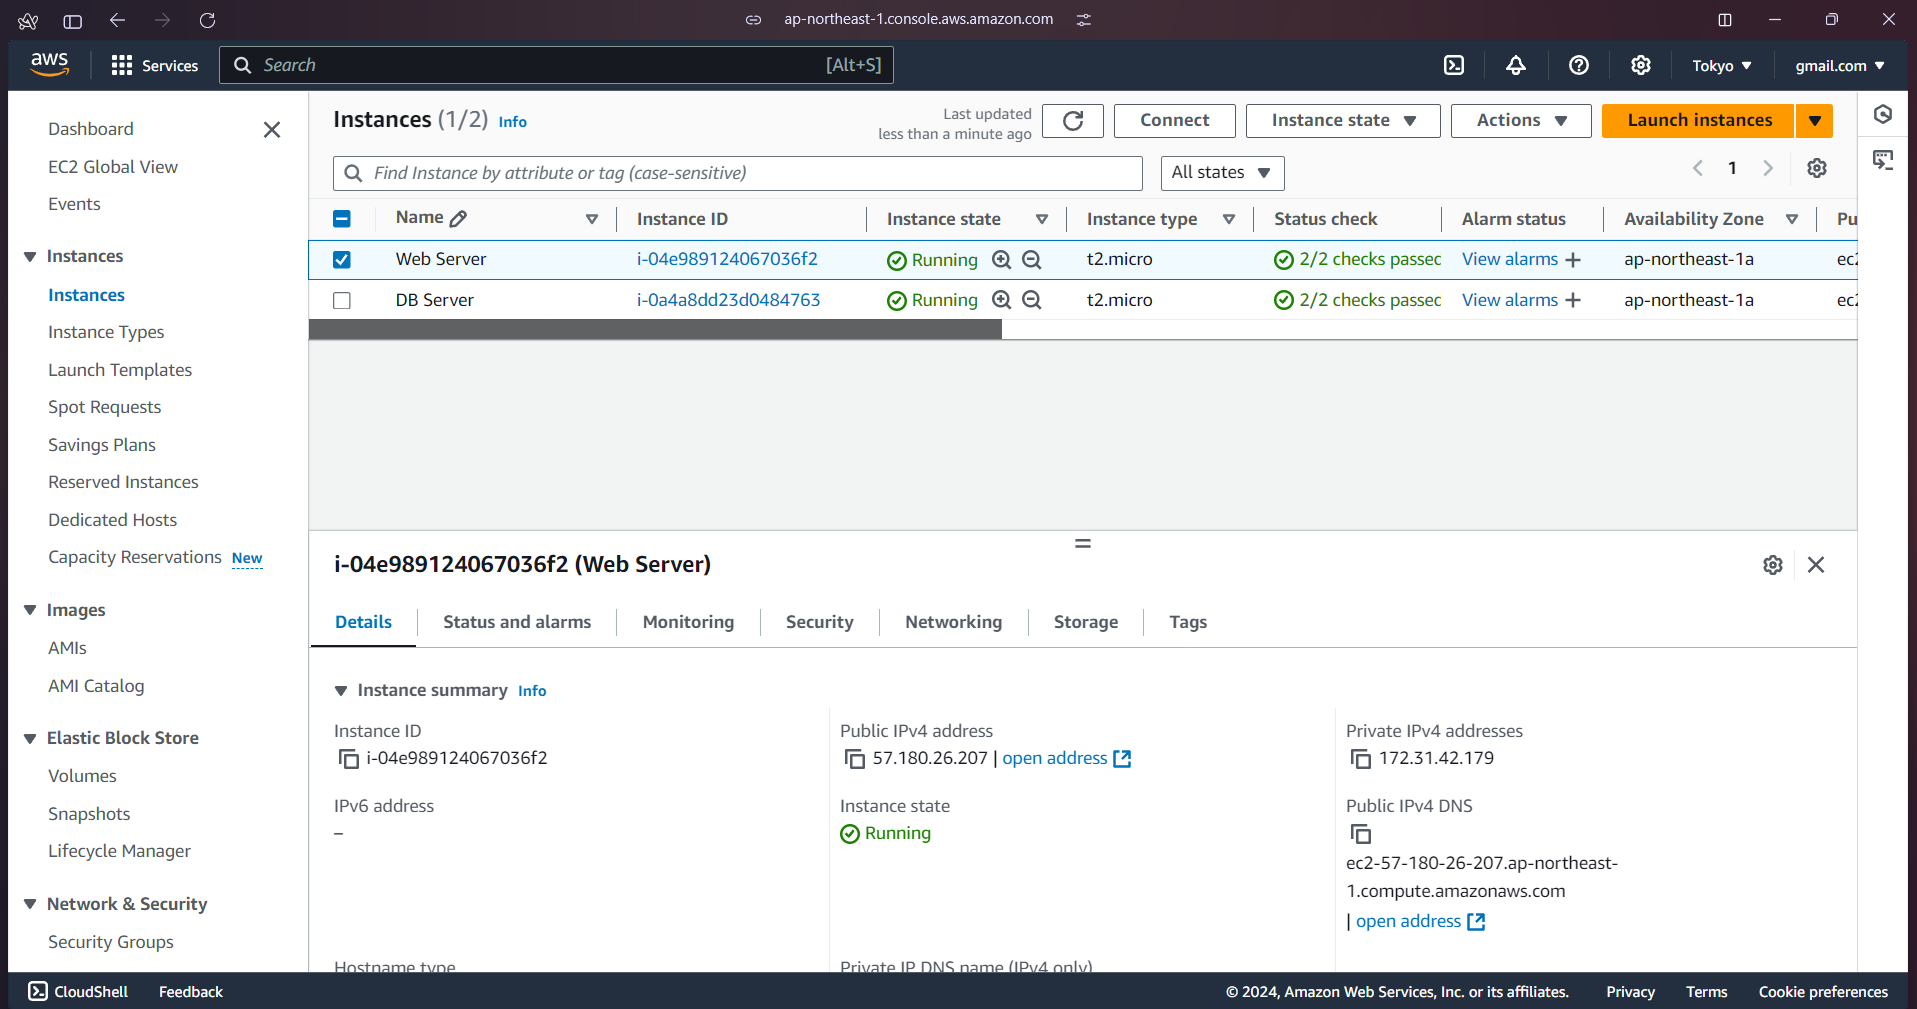 ap-northeast-1.console.aws.amazon.com
aws Services Search [Alt+S] Tokyo gmail.com
Dashboard
EC2 Global View
Events
Instances
Instances
Instance Types
Launch Templates
Spot Requests
Savings Plans
Reserved Instances
Dedicated Hosts
Capacity Reservations New
Images
AMIs
AMI Catalog
Elastic Block Store
Volumes
Snapshots
Lifecycle Manager
Network & Security
Security Groups
Instances (1/2) Info
Last updated
less than a minute ago
Connect Instance state Actions Launch instances
Find Instance by attribute or tag (case-sensitive) All states 1
Name Instance ID Instance state Instance type Status check Alarm status Availability Zone Pu
Web Server i-04e989124067036f2 Running t2.micro 2/2 checks passed View alarms ap-northeast-1a ec2
DB Server i-0a4a8dd23d0484763 Running t2.micro 2/2 checks passed View alarms ap-northeast-1a ec2
i-04e989124067036f2 (Web Server)
Details Status and alarms Monitoring Security Networking Storage Tags
Instance summary Info
Instance ID
i-04e989124067036f2
Public IPv4 address
57.180.26.207 | open address
Private IPv4 addresses
172.31.42.179
IPv6 address
–
Instance state
Running
Public IPv4 DNS
ec2-57-180-26-207.ap-northeast-
1.compute.amazonaws.com
| open address
Hostname type
Private IP DNS name (IPv4 only)
CloudShell Feedback © 2024, Amazon Web Services, Inc. or its affiliates. Privacy Terms Cookie preferences